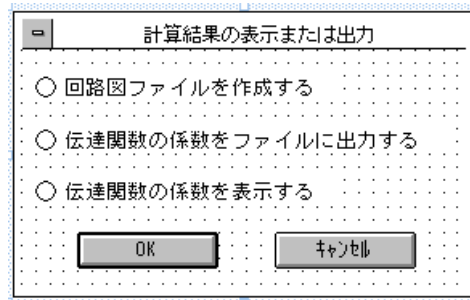 計算結果の表示または出力
回路図ファイルを作成する
伝達関数の係数をファイルに出力する
伝達関数の係数を表示する
OK
ｷｬﾝｾﾙ